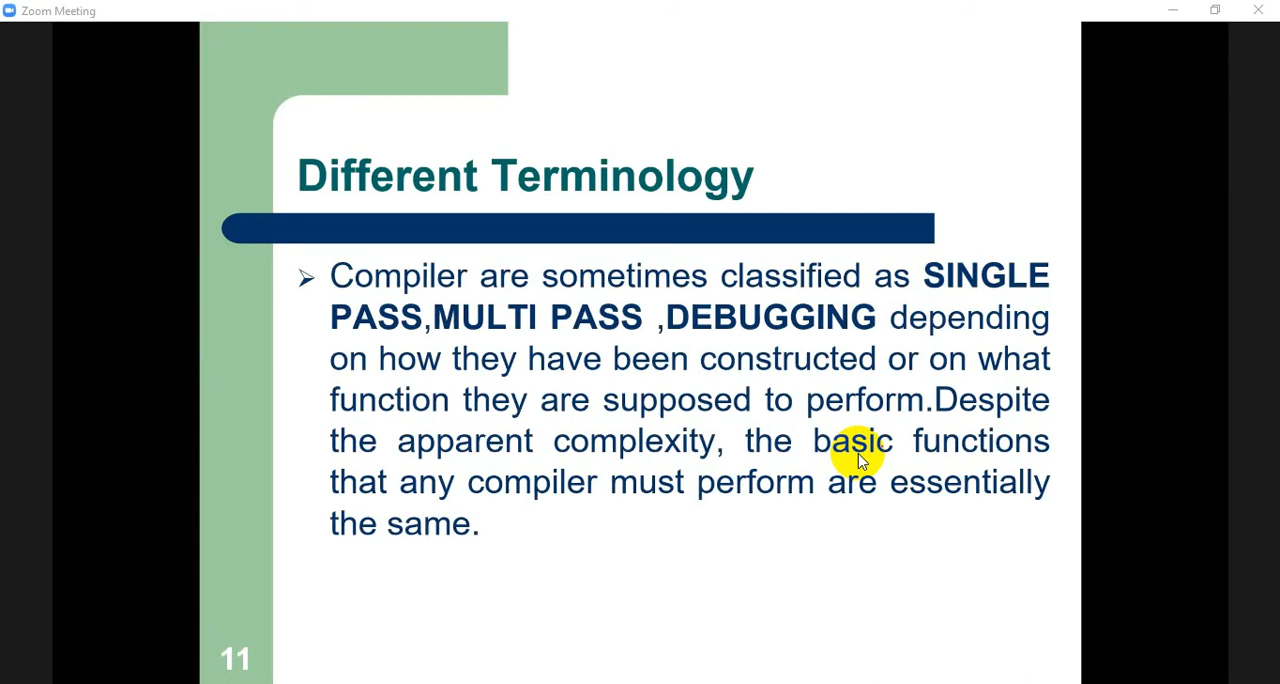 Zoom Meeting
Different Terminology
Compiler are sometimes classified as SINGLE
PASS,MULTI PASS ,DEBUGGING depending
on how they have been constructed or on what
function they are supposed to perform.Despite
the apparent complexity, the basic functions
that any compiler must perform are essentially
the same.
11